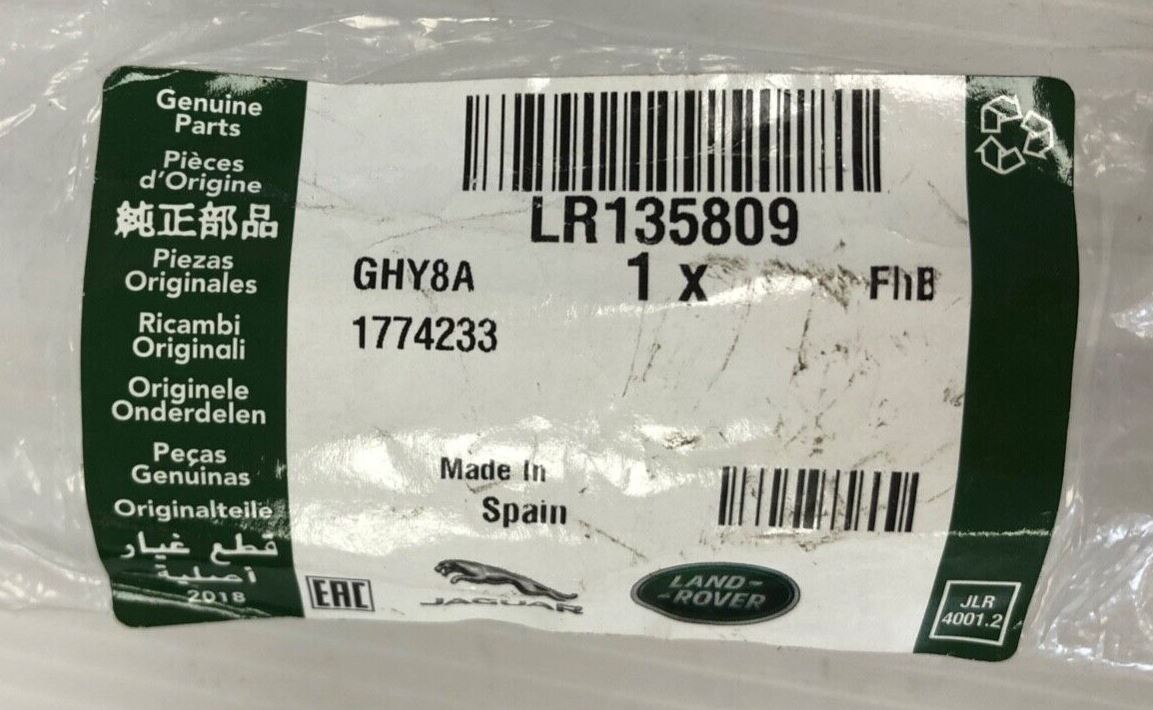 Genuine
Parts
Pièces
d'Origine
純正部品
Piezas
Originales
Ricambi
Originali
Originele
Onderdelen
Peças
Genuinas
Originalteile
قطع غيار
أصلية
2018
LR135809
GHY8A
1 x
FhB
1774233
Made In
Spain
EAC
JAGUAR
LAND-
-ROVER
JLR
4001.2